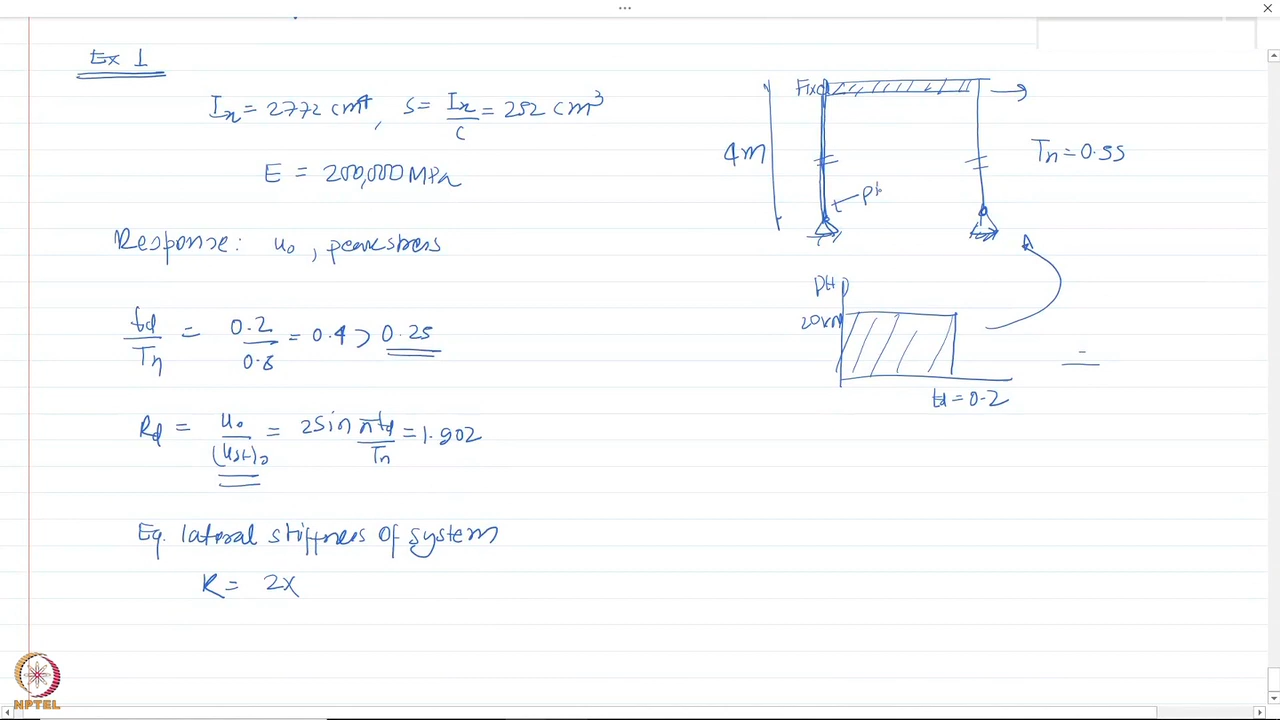 Ex 1
Ix = 2772 cm⁴, S = Ix/C = 252 cm³
E = 200,000 MPa
Response: u₀, peak stress
td/Tn = 0.2/0.5 = 0.4 > 0.25
Rd = u₀/(ust)₀ = 2 sin πtd/Tn = 1.902
Eq. lateral stiffness of system
K = 2x
Fixed
4m
Tn = 0.5s
20kN
td = 0.2
NPTEL